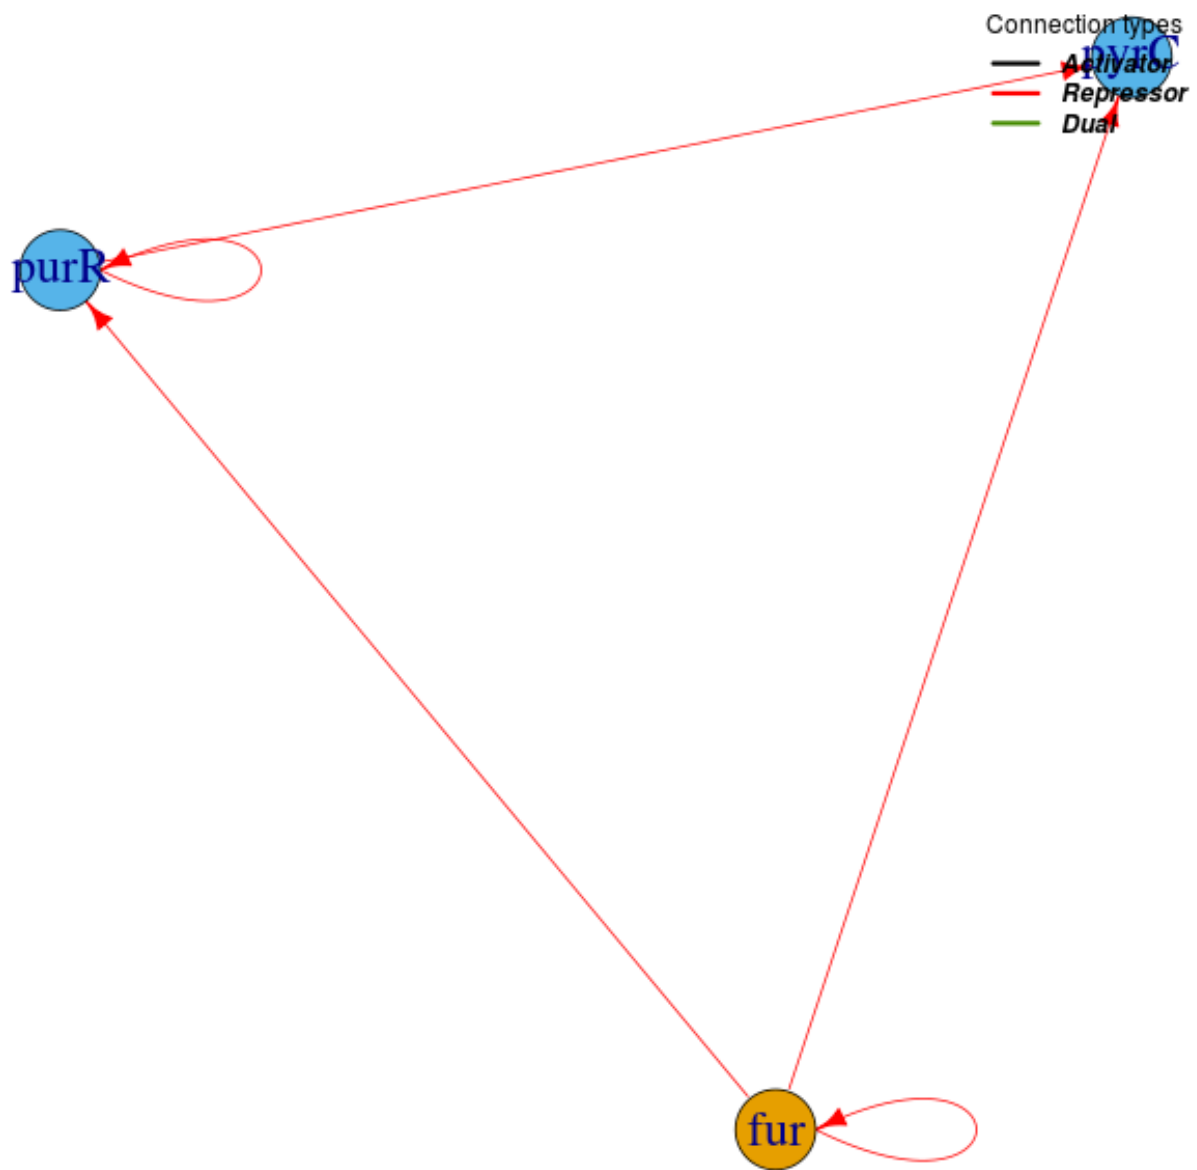 Connection types
pyrC
Activator
Repressor
Dual
purR
fur